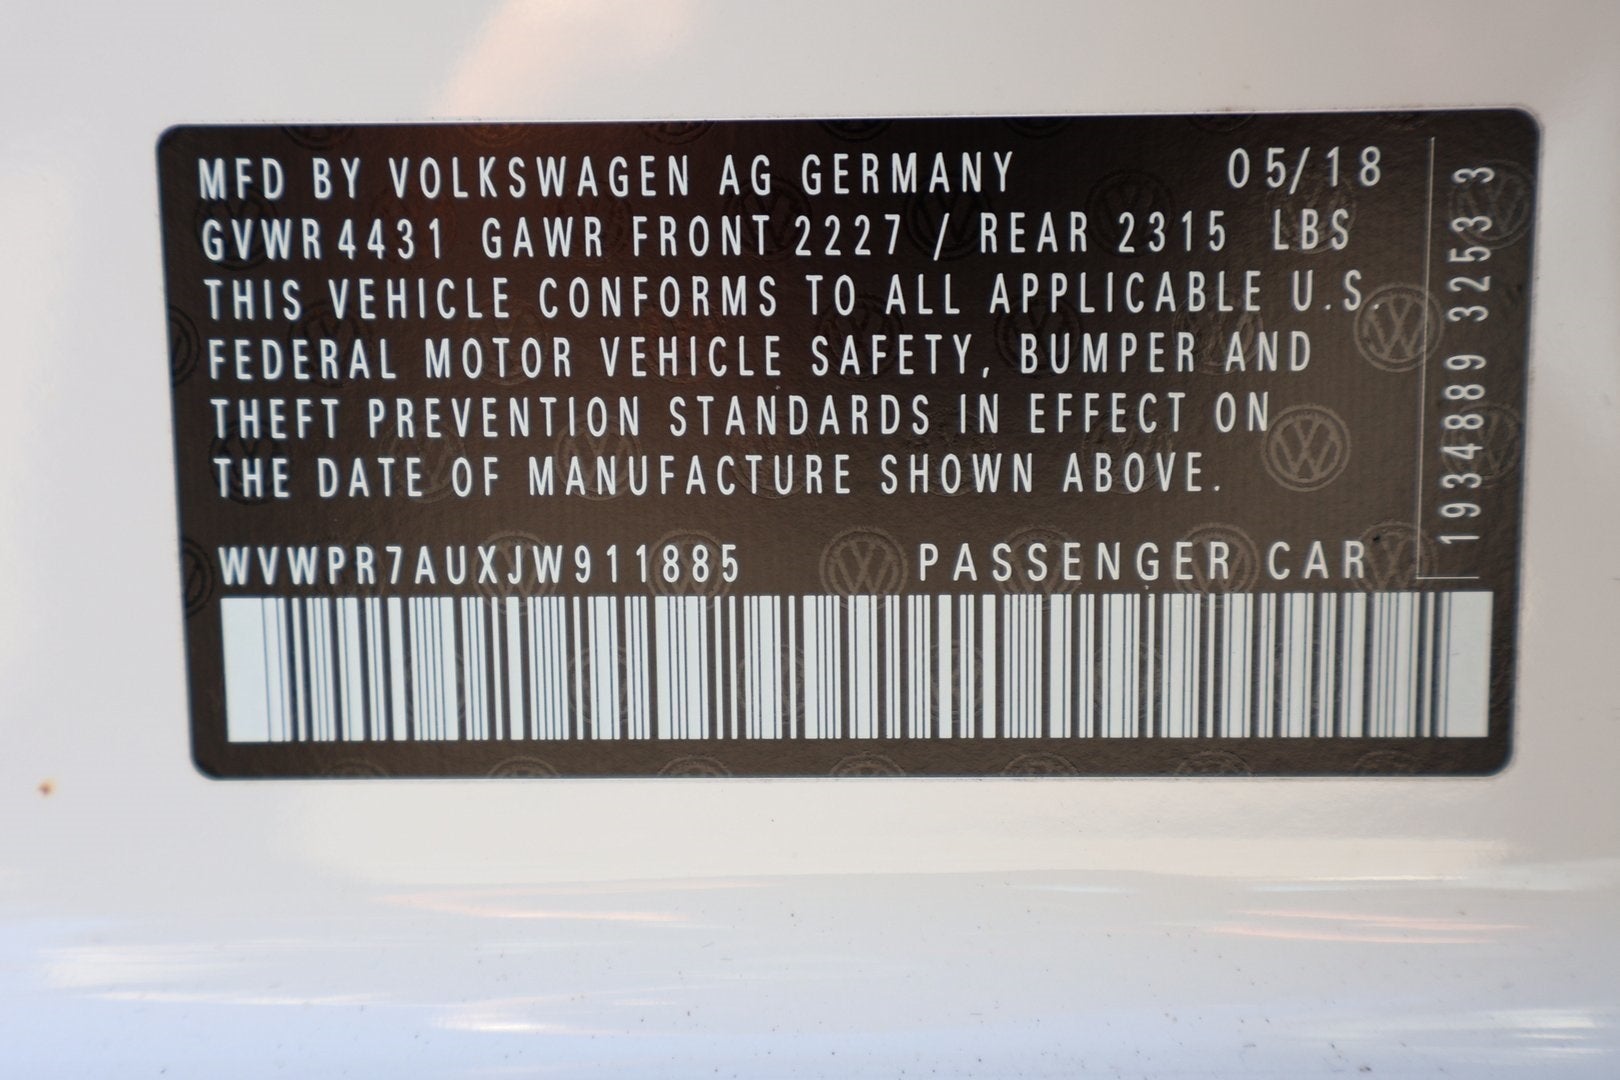 MFD BY VOLKSWAGEN AG GERMANY 05/18
GVWR 4431 GAWR FRONT 2227 / REAR 2315 LBS
THIS VEHICLE CONFORMS TO ALL APPLICABLE U.S.
FEDERAL MOTOR VEHICLE SAFETY, BUMPER AND
THEFT PREVENTION STANDARDS IN EFFECT ON
THE DATE OF MANUFACTURE SHOWN ABOVE.
WVWPR7AUXJW911885 PASSENGER CAR
1934889 3253 3